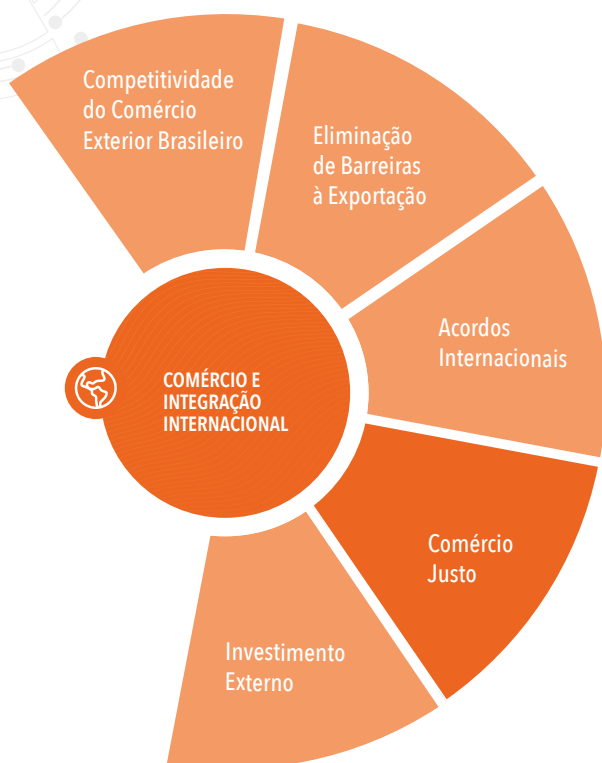 Competitividade
do Comércio
Exterior Brasileiro
Eliminação
de Barreiras
à Exportação
Acordos
Internacionais
COMÉRCIO E
INTEGRAÇÃO
INTERNACIONAL
Comércio
Justo
Investimento
Externo